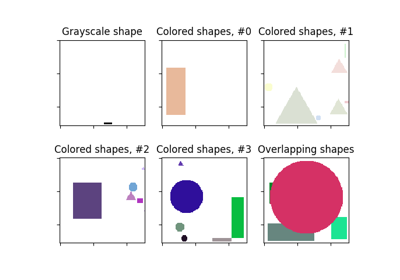 Grayscale shape
Colored shapes, #0
Colored shapes, #1
Colored shapes, #2
Colored shapes, #3
Overlapping shapes